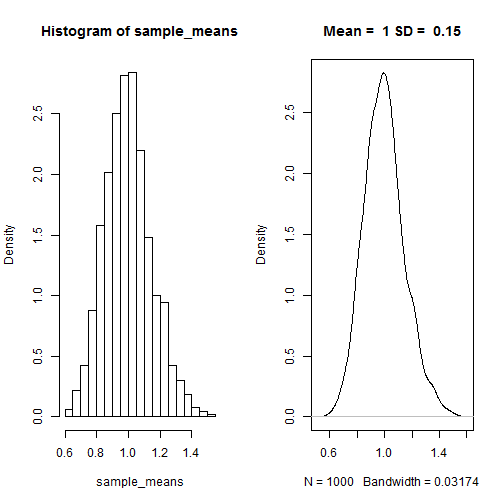 Histogram of sample_means
Density
0.0 0.5 1.0 1.5 2.0 2.5
0.6 0.8 1.0 1.2 1.4
sample_means
Mean =  1 SD =  0.15
Density
0.0 0.5 1.0 1.5 2.0 2.5
0.6 1.0 1.4
N = 1000   Bandwidth = 0.03174